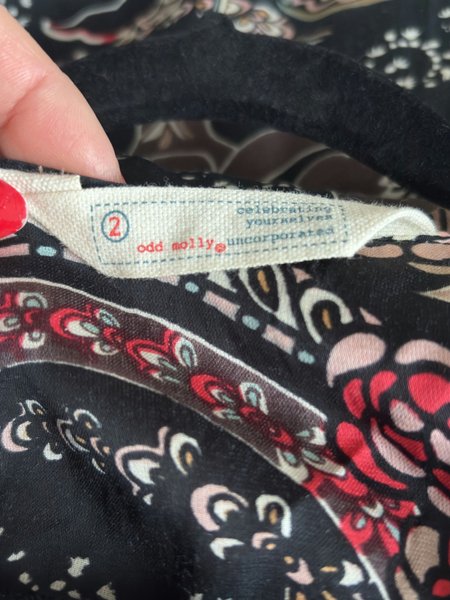 2
celebrating
yourselves
odd molly® uncorporated